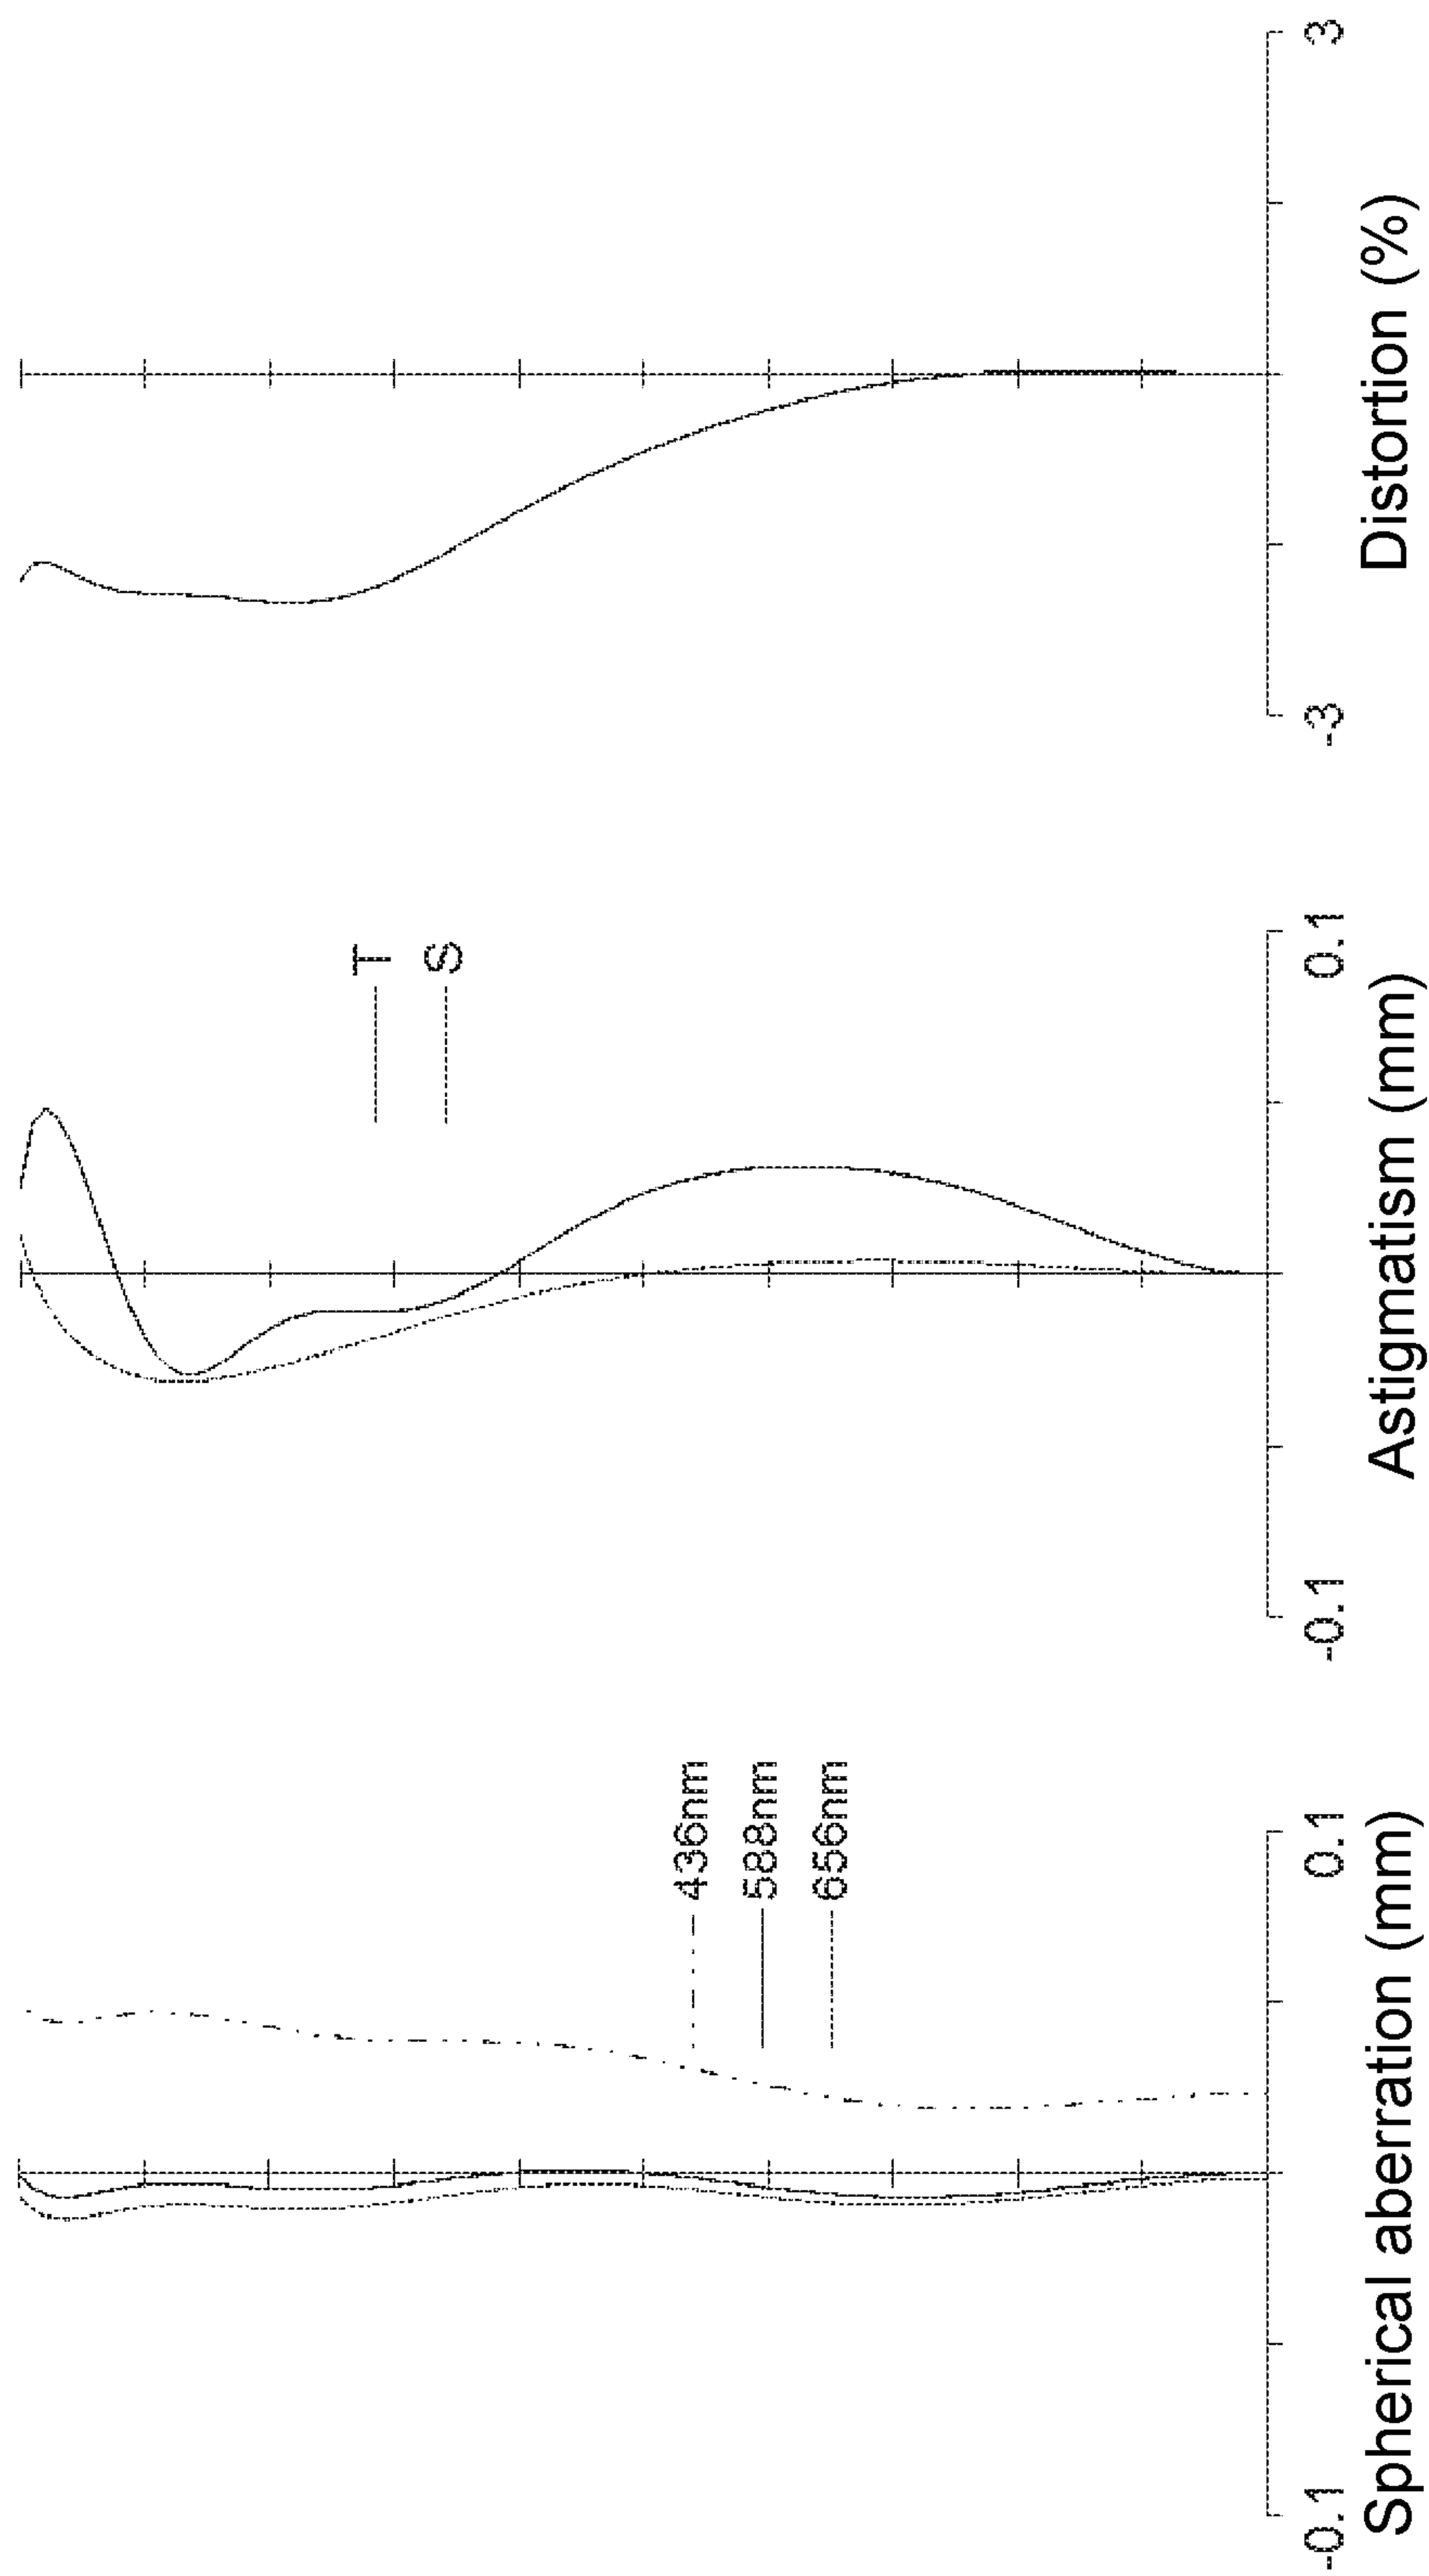 436nm
588nm
656nm
-0.1
0.1
Spherical aberration (mm)
T
S
-0.1
0.1
Astigmatism (mm)
-3
3
Distortion (%)